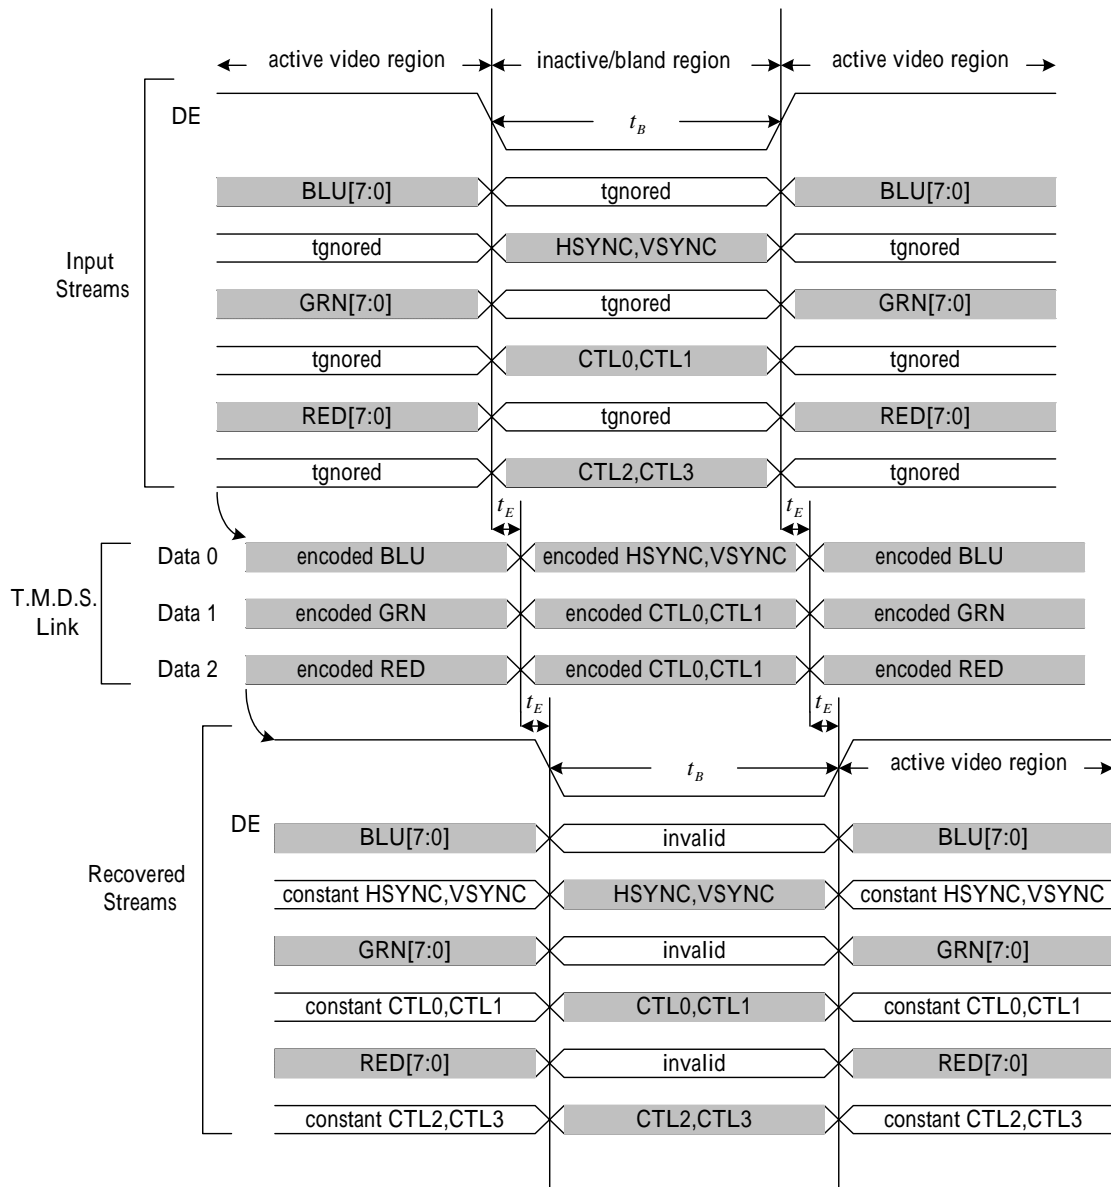 active video region
inactive/bland region
active video region
DE
t_B
BLU[7:0]
tgnored
BLU[7:0]
tgnored
HSYNC,VSYNC
tgnored
Input
Streams
GRN[7:0]
tgnored
GRN[7:0]
tgnored
CTL0,CTL1
tgnored
RED[7:0]
tgnored
RED[7:0]
tgnored
CTL2,CTL3
tgnored
t_E
t_E
Data 0
encoded BLU
encoded HSYNC,VSYNC
encoded BLU
T.M.D.S.
Link
Data 1
encoded GRN
encoded CTL0,CTL1
encoded GRN
Data 2
encoded RED
encoded CTL0,CTL1
encoded RED
t_E
t_E
t_B
active video region
DE
BLU[7:0]
invalid
BLU[7:0]
Recovered
Streams
constant HSYNC,VSYNC
HSYNC,VSYNC
constant HSYNC,VSYNC
GRN[7:0]
invalid
GRN[7:0]
constant CTL0,CTL1
CTL0,CTL1
constant CTL0,CTL1
RED[7:0]
invalid
RED[7:0]
constant CTL2,CTL3
CTL2,CTL3
constant CTL2,CTL3